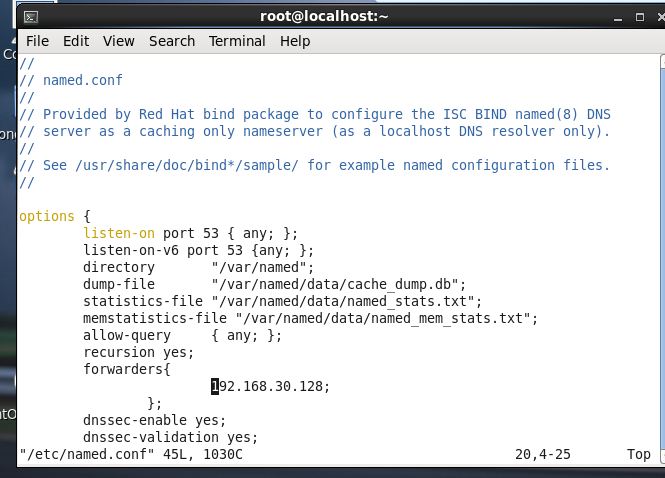 root@localhost:~
File Edit View Search Terminal Help
//
// named.conf
//
// Provided by Red Hat bind package to configure the ISC BIND named(8) DNS
// server as a caching only nameserver (as a localhost DNS resolver only).
//
// See /usr/share/doc/bind*/sample/ for example named configuration files.
//
options {
listen-on port 53 { any; };
listen-on-v6 port 53 {any; };
directory "/var/named";
dump-file "/var/named/data/cache_dump.db";
statistics-file "/var/named/data/named_stats.txt";
memstatistics-file "/var/named/data/named_mem_stats.txt";
allow-query { any; };
recursion yes;
forwarders{
192.168.30.128;
};
dnssec-enable yes;
dnssec-validation yes;
"/etc/named.conf" 45L, 1030C 20,4-25 Top